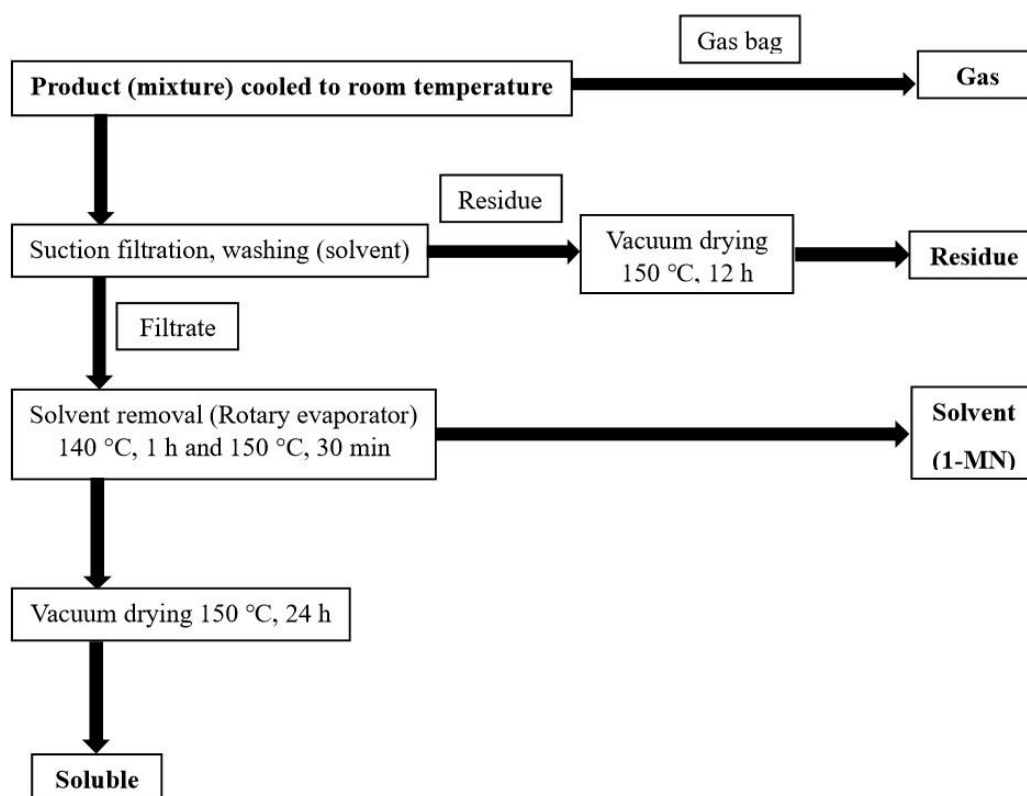 Gas bag
Product (mixture) cooled to room temperature
Gas
Residue
Suction filtration, washing (solvent)
Vacuum drying
150 °C, 12 h
Residue
Filtrate
Solvent removal (Rotary evaporator)
140 °C, 1 h and 150 °C, 30 min
Solvent
(1-MN)
Vacuum drying 150 °C, 24 h
Soluble